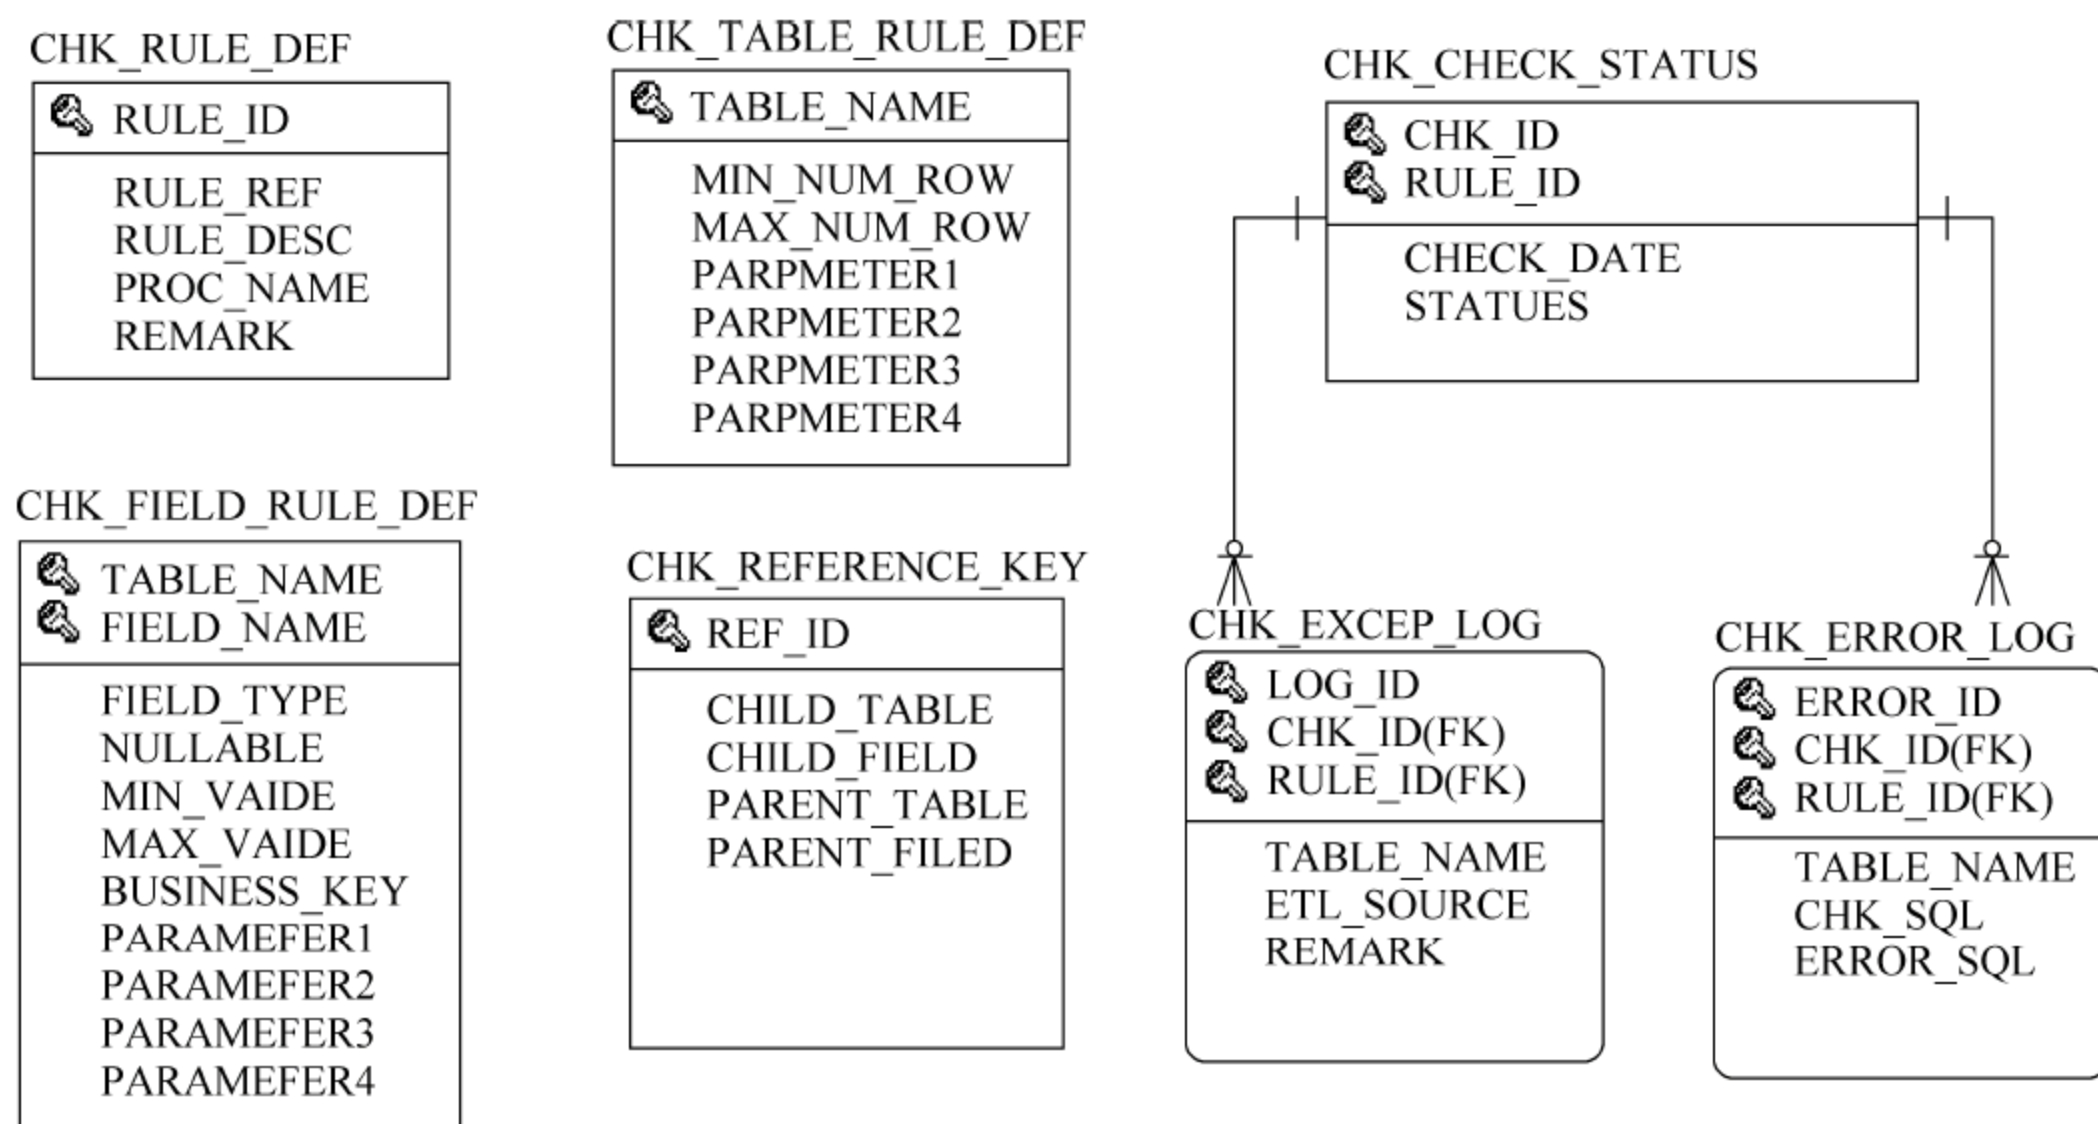 CHK_RULE_DEF
RULE_ID
RULE_REF
RULE_DESC
PROC_NAME
REMARK
CHK_TABLE_RULE_DEF
TABLE_NAME
MIN_NUM_ROW
MAX_NUM_ROW
PARPMETER1
PARPMETER2
PARPMETER3
PARPMETER4
CHK_CHECK_STATUS
CHK_ID
RULE_ID
CHECK_DATE
STATUES
CHK_FIELD_RULE_DEF
TABLE_NAME
FIELD_NAME
FIELD_TYPE
NULLABLE
MIN_VAIDE
MAX_VAIDE
BUSINESS_KEY
PARAMEFER1
PARAMEFER2
PARAMEFER3
PARAMEFER4
CHK_REFERENCE_KEY
REF_ID
CHILD_TABLE
CHILD_FIELD
PARENT_TABLE
PARENT_FILED
CHK_EXCEP_LOG
LOG_ID
CHK_ID(FK)
RULE_ID(FK)
TABLE_NAME
ETL_SOURCE
REMARK
CHK_ERROR_LOG
ERROR_ID
CHK_ID(FK)
RULE_ID(FK)
TABLE_NAME
CHK_SQL
ERROR_SQL